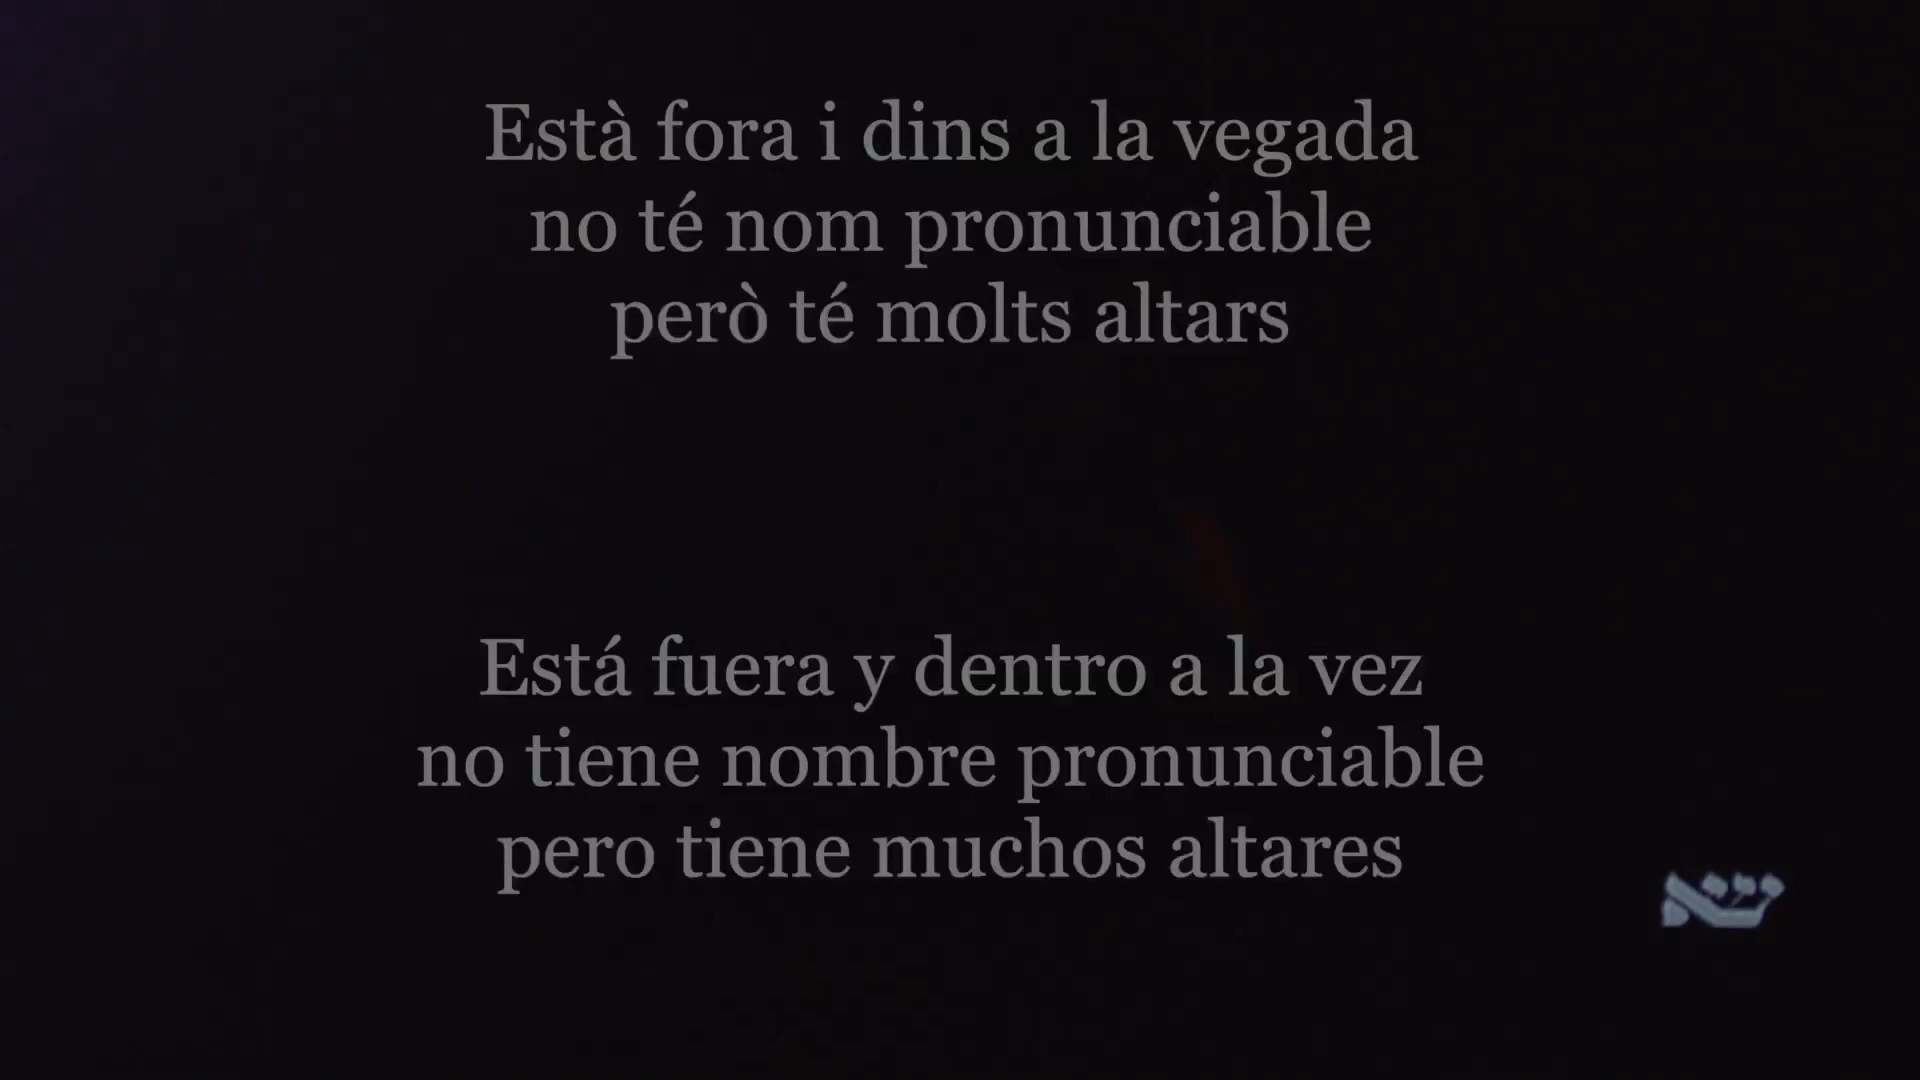 Està fora i dins a la vegada
no té nom pronunciable
però té molts altars
Está fuera y dentro a la vez
no tiene nombre pronunciable
pero tiene muchos altares